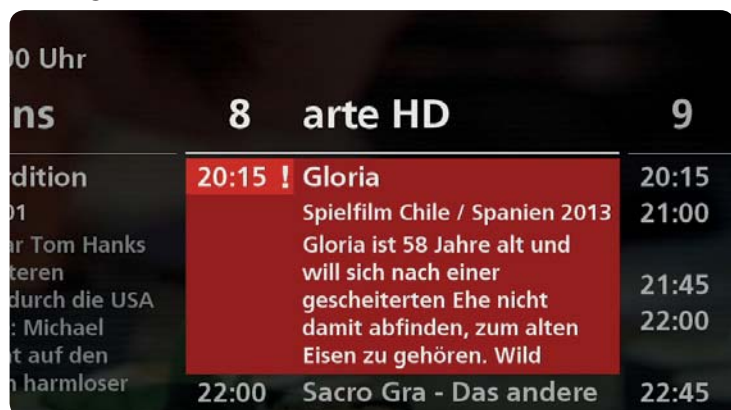 00 Uhr
ns 8 arte HD 9
rdition 20:15 ! Gloria 20:15
01 Spielfilm Chile / Spanien 2013 21:00
ar Tom Hanks Gloria ist 58 Jahre alt und
teren will sich nach einer 21:45
durch die USA gescheiterten Ehe nicht
: Michael damit abfinden, zum alten 22:00
t auf den Eisen zu gehören. Wild
harmloser 22:00 Sacro Gra - Das andere 22:45